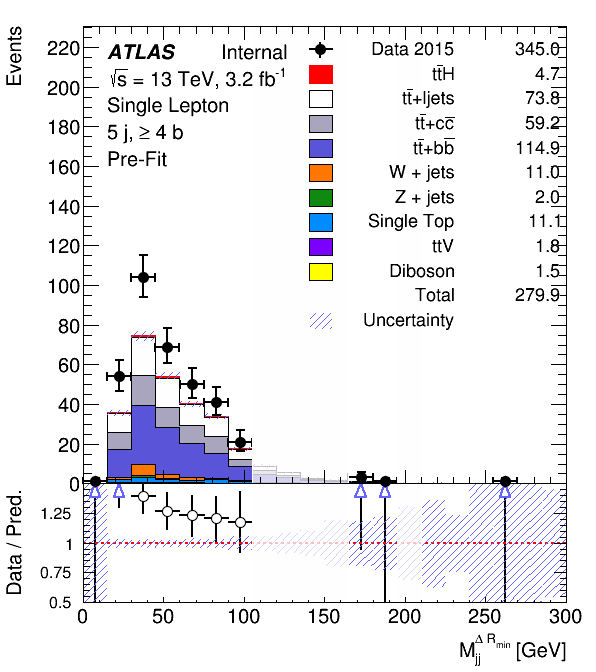 Events
220
200
180
160
140
120
100
80
60
40
20
0
ATLAS Internal
√s = 13 TeV, 3.2 fb⁻¹
Single Lepton
5 j, ≥ 4 b
Pre-Fit
Data 2015 345.0
tt̄H 4.7
tt̄+ljets 73.8
tt̄+cc̄ 59.2
tt̄+bb̄ 114.9
W + jets 11.0
Z + jets 2.0
Single Top 11.1
ttV 1.8
Diboson 1.5
Total 279.9
Uncertainty
Data / Pred.
1.25
1
0.75
0.5
0 50 100 150 200 250 300
M_jj^{Δ R_min} [GeV]